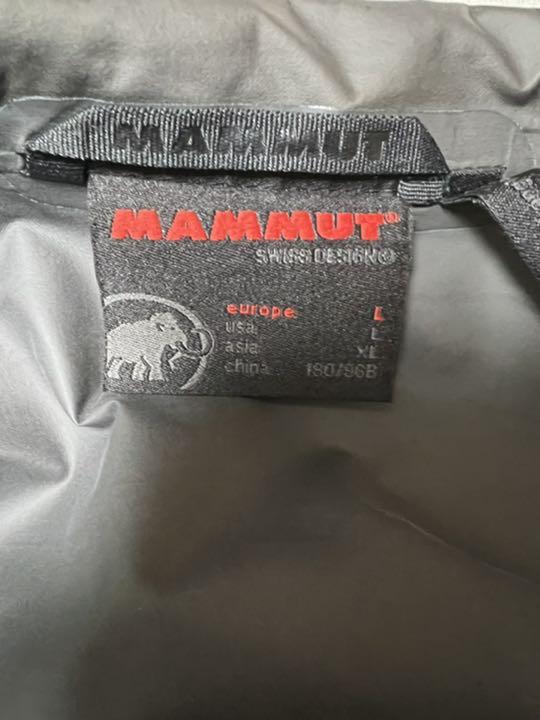 MAMMUT
MAMMUT®
SWISS DESIGN
europe L
usa L
asia XL
china 180/96B